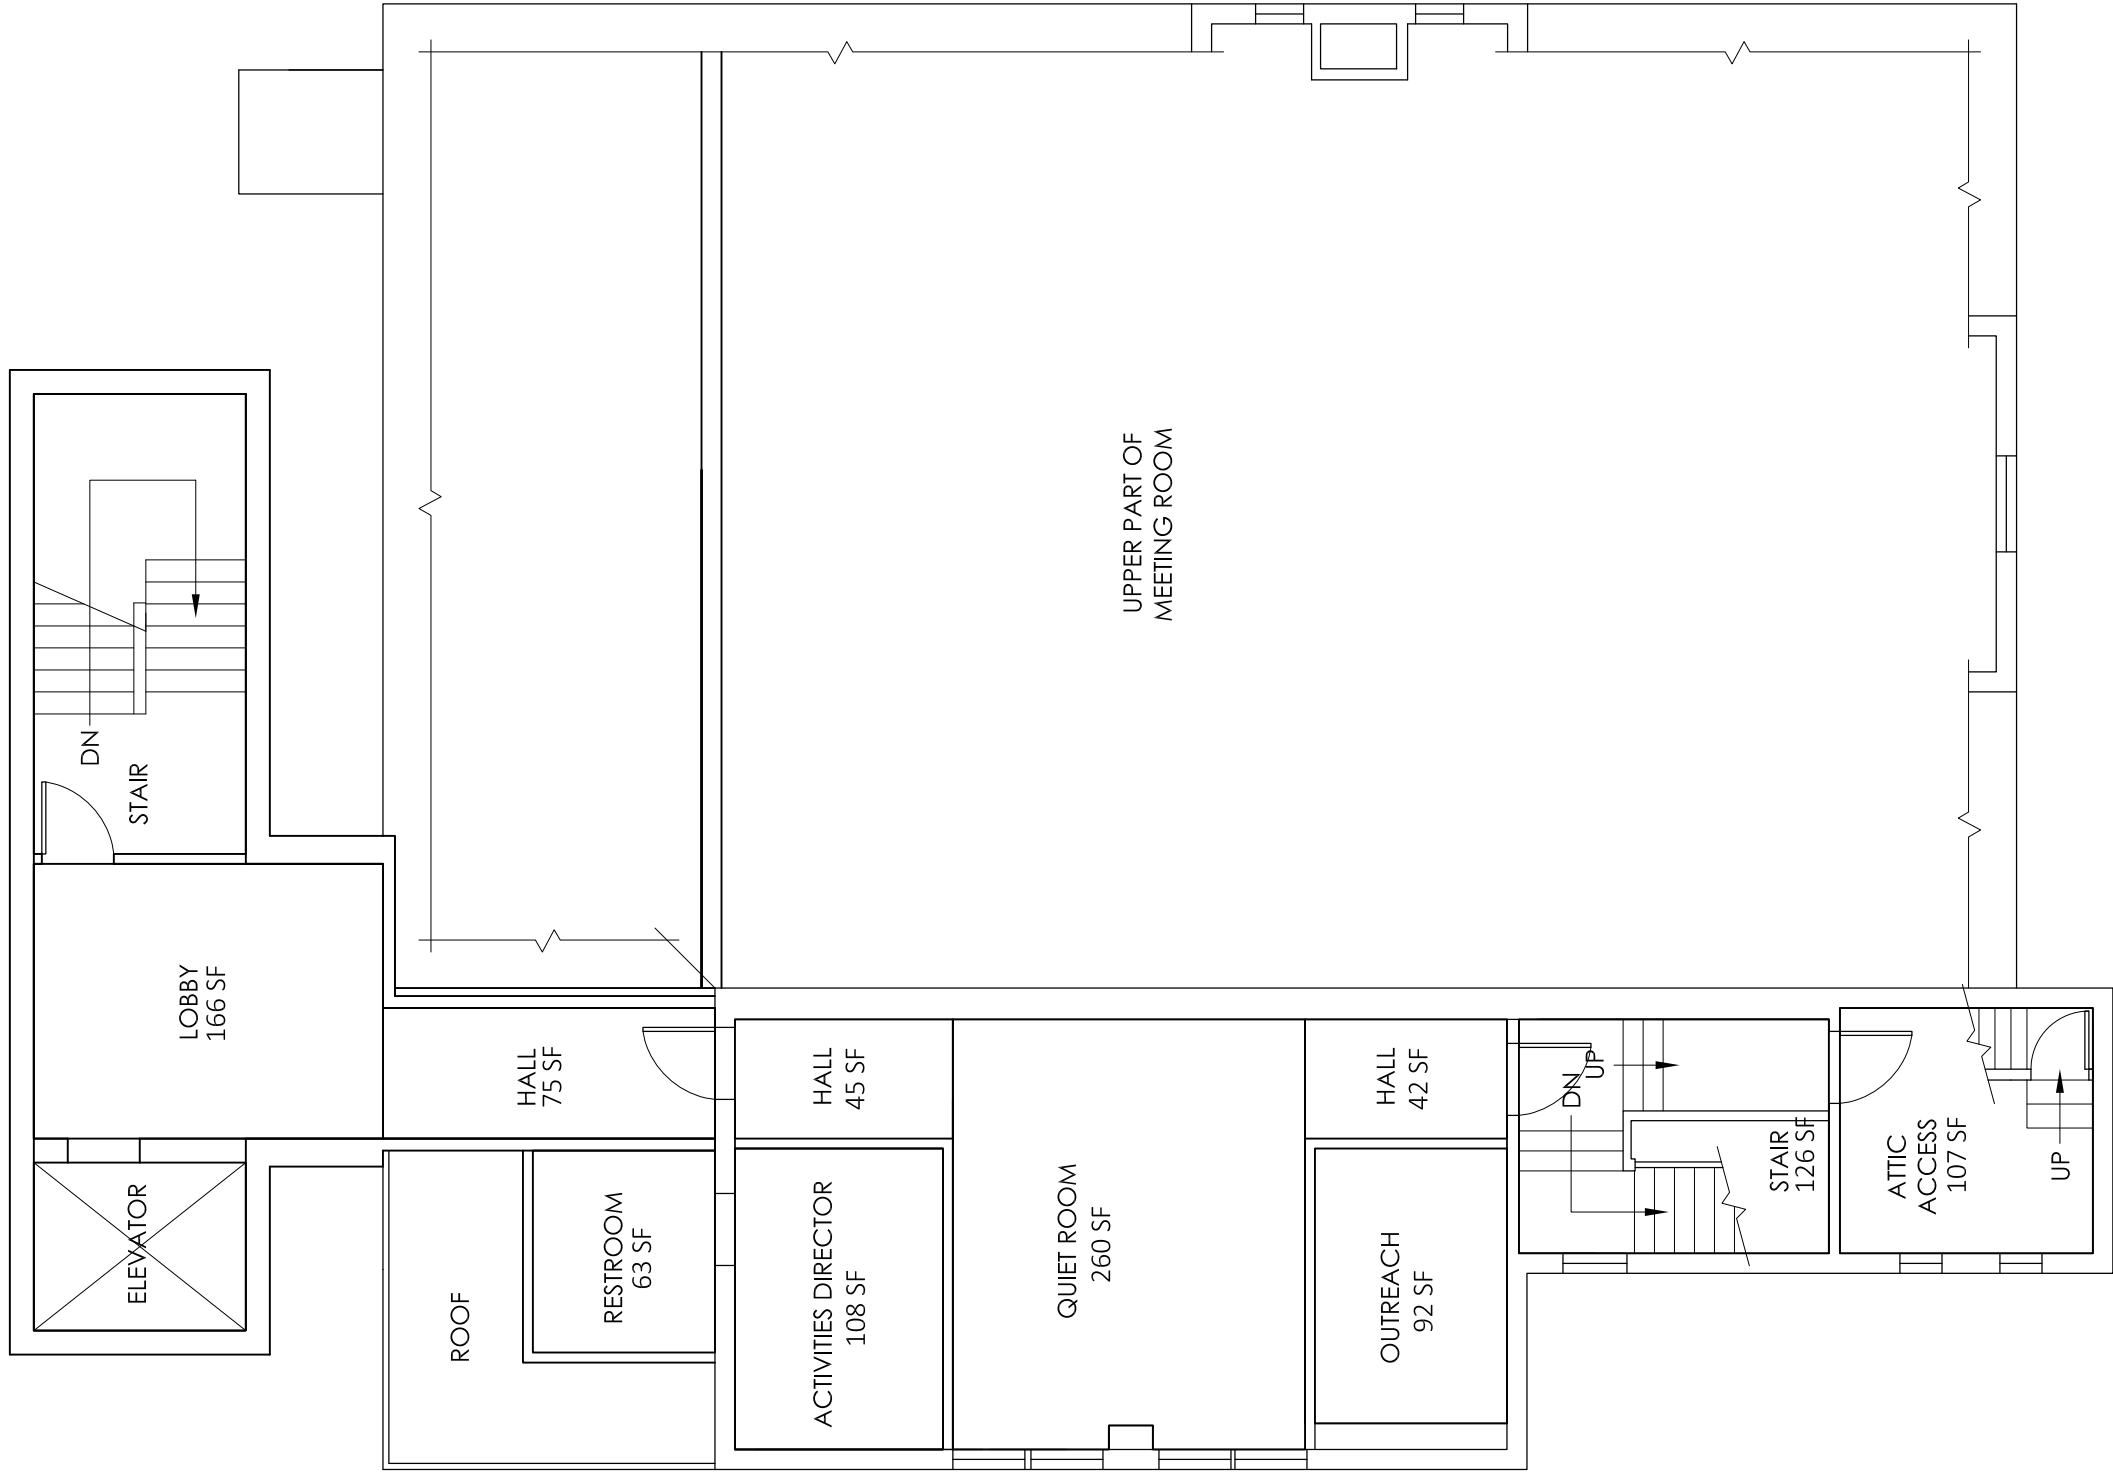 ELEVATOR
LOBBY
166 SF
STAIR
DN
ROOF
RESTROOM
63 SF
HALL
75 SF
ACTIVITIES DIRECTOR
108 SF
HALL
45 SF
QUIET ROOM
260 SF
UPPER PART OF
MEETING ROOM
OUTREACH
92 SF
HALL
42 SF
DN
UP
STAIR
126 SF
ATTIC
ACCESS
107 SF
UP